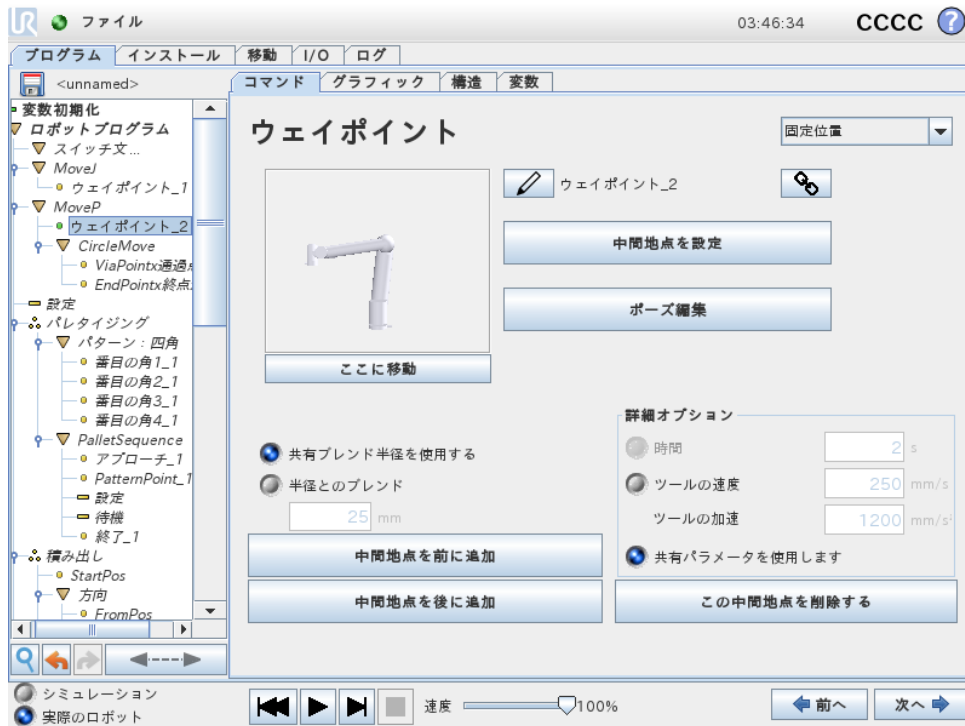 UR ファイル 03:46:34 CCCC ?
プログラム インストール 移動 I/O ログ
<unnamed>
コマンド グラフィック 構造 変数
変数初期化
ロボットプログラム
スイッチ文...
MoveJ
ウェイポイント_1
MoveP
ウェイポイント_2
CircleMove
ViaPointx通過
EndPointx終点
設定
パレタイジング
パターン：四角
番目の角1_1
番目の角2_1
番目の角3_1
番目の角4_1
PalletSequence
アプローチ_1
PatternPoint_1
設定
待機
終了_1
積み出し
StartPos
方向
FromPos
ウェイポイント
固定位置
ウェイポイント_2
中間地点を設定
ポーズ編集
ここに移動
共有ブレンド半径を使用する
半径とのブレンド
25 mm
詳細オプション
時間 2 s
ツールの速度 250 mm/s
ツールの加速 1200 mm/s²
共有パラメータを使用します
中間地点を前に追加
中間地点を後に追加
この中間地点を削除する
シミュレーション
実際のロボット
速度 100%
前へ 次へ